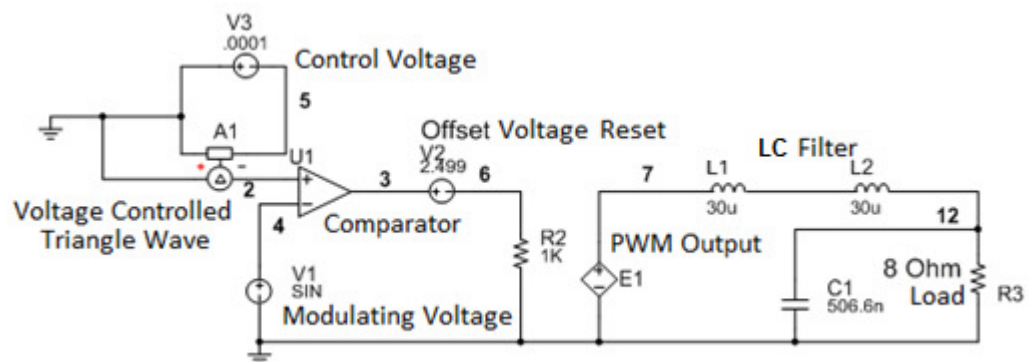 V3
.0001
Control Voltage
5
A1
Offset Voltage Reset
U1
V2
2.499
6
LC Filter
L1
L2
7
30u
30u
* -
2
+
3
Voltage Controlled
Triangle Wave
4
Comparator
12
R2
1K
PWM Output
E1
8 Ohm
Load
R3
C1
506.6n
V1
SIN
Modulating Voltage